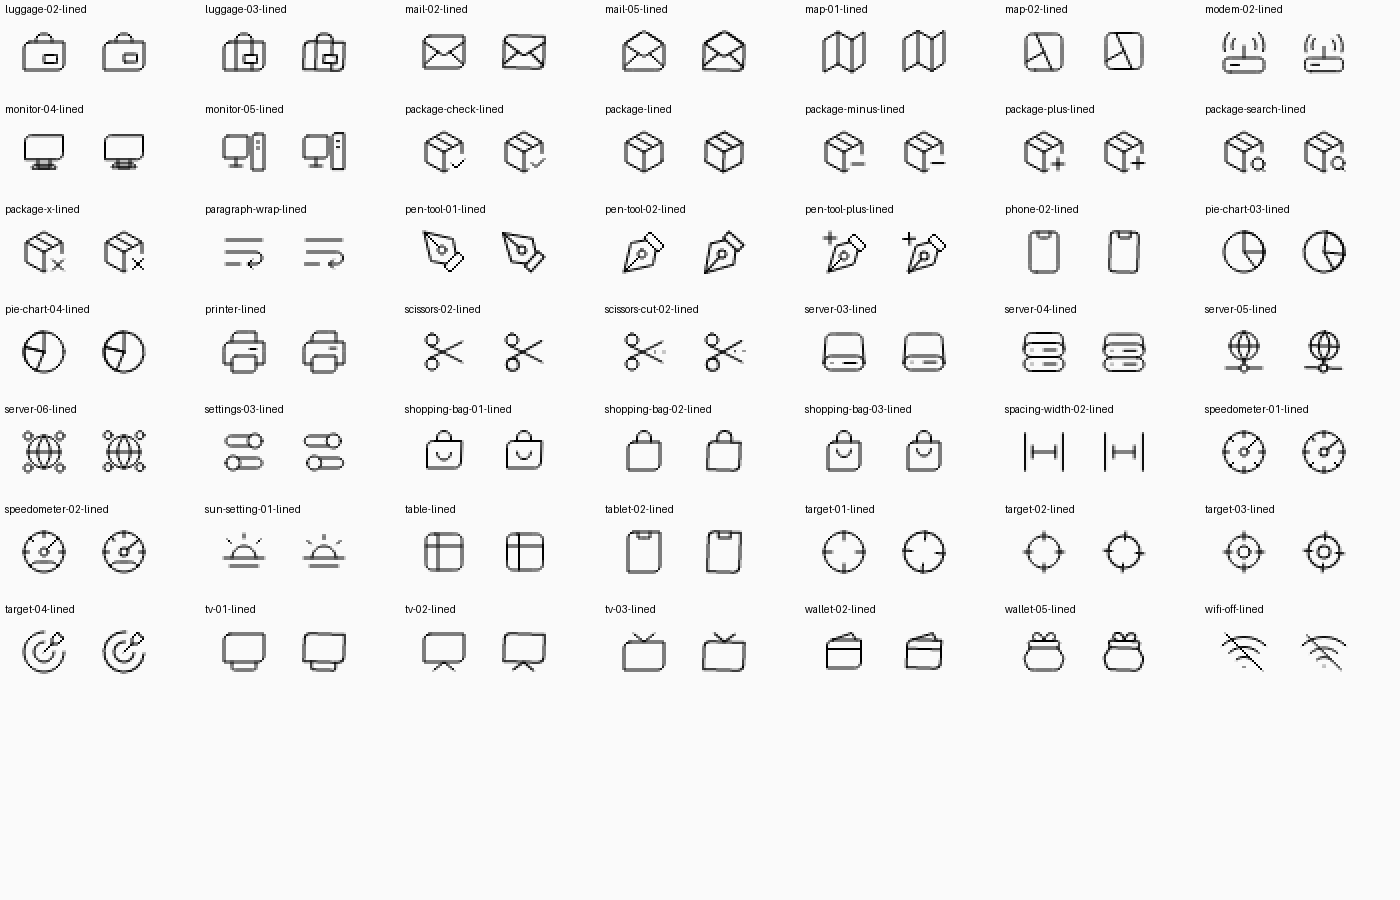 luggage-02-lined
luggage-03-lined
mail-02-lined
mail-05-lined
map-01-lined
map-02-lined
modem-02-lined
monitor-04-lined
monitor-05-lined
package-check-lined
package-lined
package-minus-lined
package-plus-lined
package-search-lined
package-x-lined
paragraph-wrap-lined
pen-tool-01-lined
pen-tool-02-lined
pen-tool-plus-lined
phone-02-lined
pie-chart-03-lined
pie-chart-04-lined
printer-lined
scissors-02-lined
scissors-cut-02-lined
server-03-lined
server-04-lined
server-05-lined
server-06-lined
settings-03-lined
shopping-bag-01-lined
shopping-bag-02-lined
shopping-bag-03-lined
spacing-width-02-lined
speedometer-01-lined
speedometer-02-lined
sun-setting-01-lined
table-lined
tablet-02-lined
target-01-lined
target-02-lined
target-03-lined
target-04-lined
tv-01-lined
tv-02-lined
tv-03-lined
wallet-02-lined
wallet-05-lined
wifi-off-lined